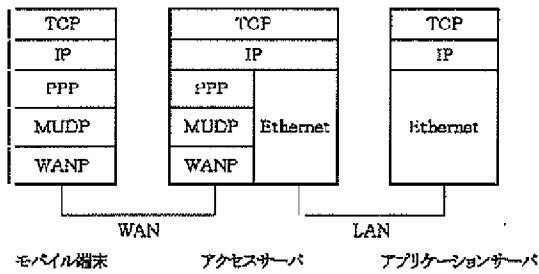 TCP TCP TCP
IP IP IP
PPP PPP
MUDP MUDP Ethernet Ethernet
WANP WANP
WAN LAN
モバイル端末 アクセスサーバ アプリケーションサーバ